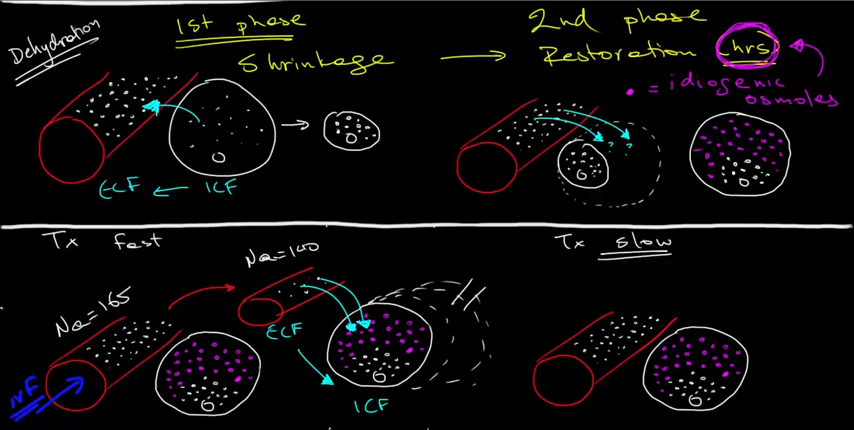 Dehydration
1st phase
Shrinkage
2nd phase
Restoration hrs
= idiogenic
osmoles
ECF ICF
Tx fast
Na=165
Na=140
ECF
ICF
IVF
Tx slow